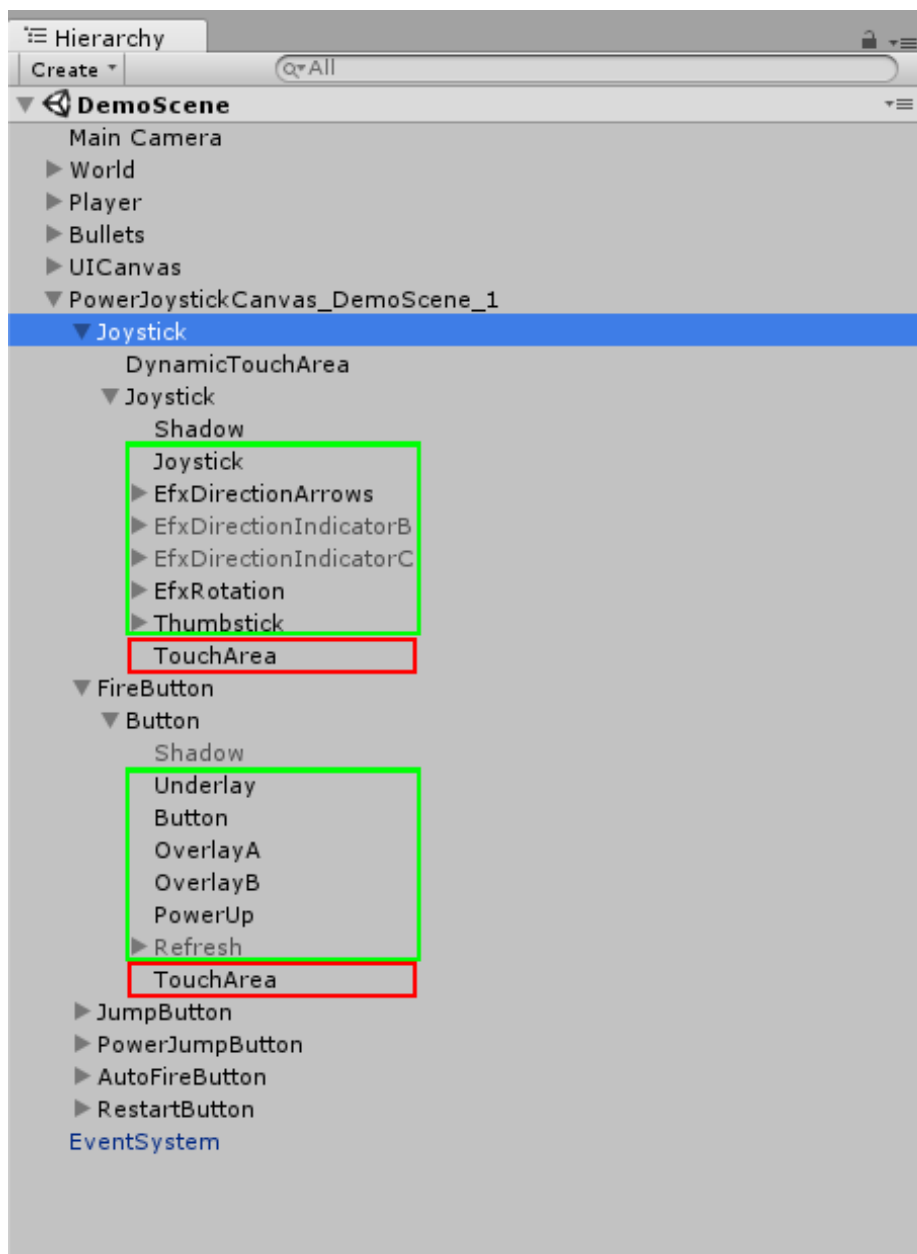 Hierarchy
Create
All
DemoScene
Main Camera
World
Player
Bullets
UICanvas
PowerJoystickCanvas_DemoScene_1
Joystick
DynamicTouchArea
Joystick
Shadow
Joystick
EfxDirectionArrows
EfxDirectionIndicatorB
EfxDirectionIndicatorC
EfxRotation
Thumbstick
TouchArea
FireButton
Button
Shadow
Underlay
Button
OverlayA
OverlayB
PowerUp
Refresh
TouchArea
JumpButton
PowerJumpButton
AutoFireButton
RestartButton
EventSystem